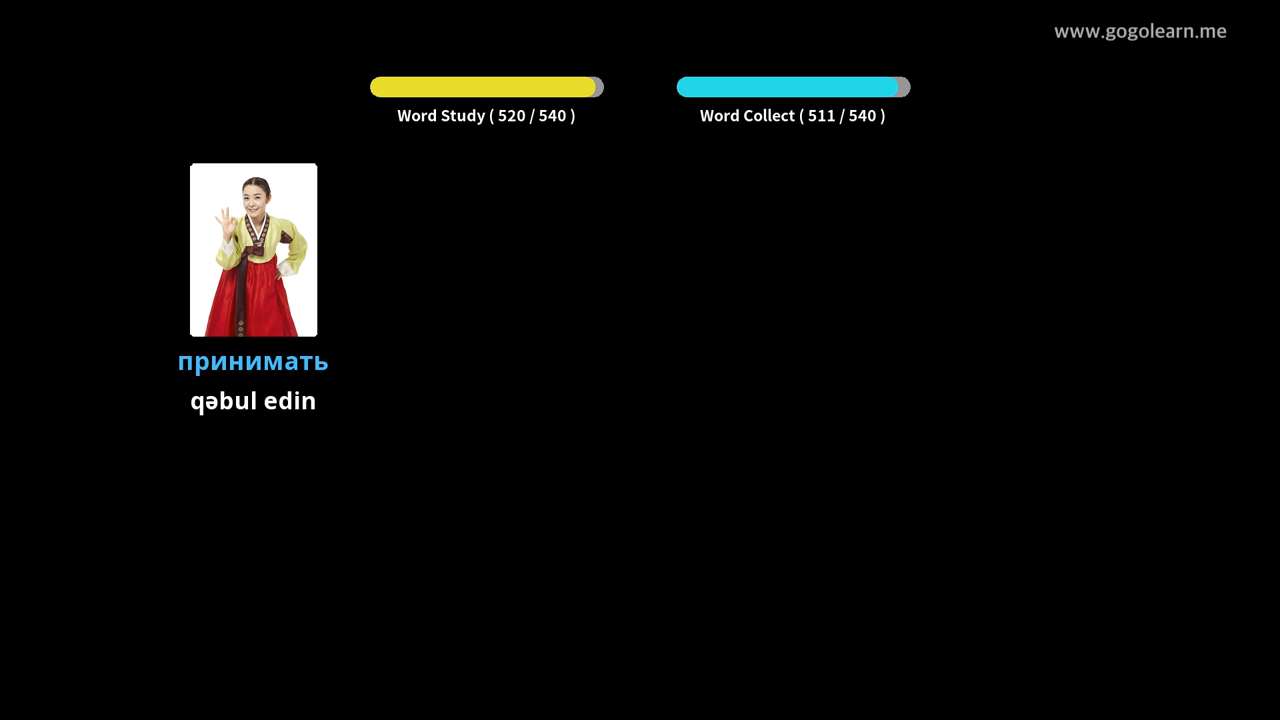 www.gogolearn.me
Word Study ( 520 / 540 )
Word Collect ( 511 / 540 )
принимать
qəbul edin